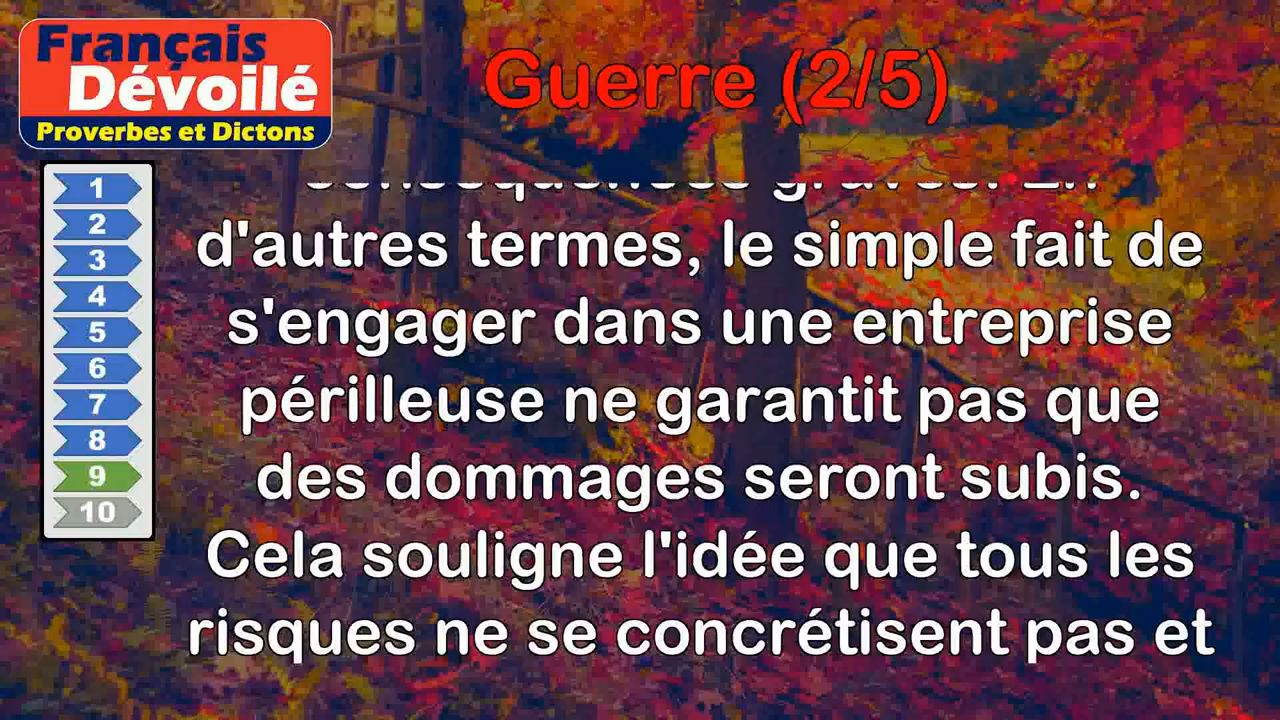 Français
Dévoilé
Proverbes et Dictons
Guerre (2/5)
1
2
3
4
5
6
7
8
9
10
d'autres termes, le simple fait de
s'engager dans une entreprise
périlleuse ne garantit pas que
des dommages seront subis.
Cela souligne l'idée que tous les
risques ne se concrétisent pas et